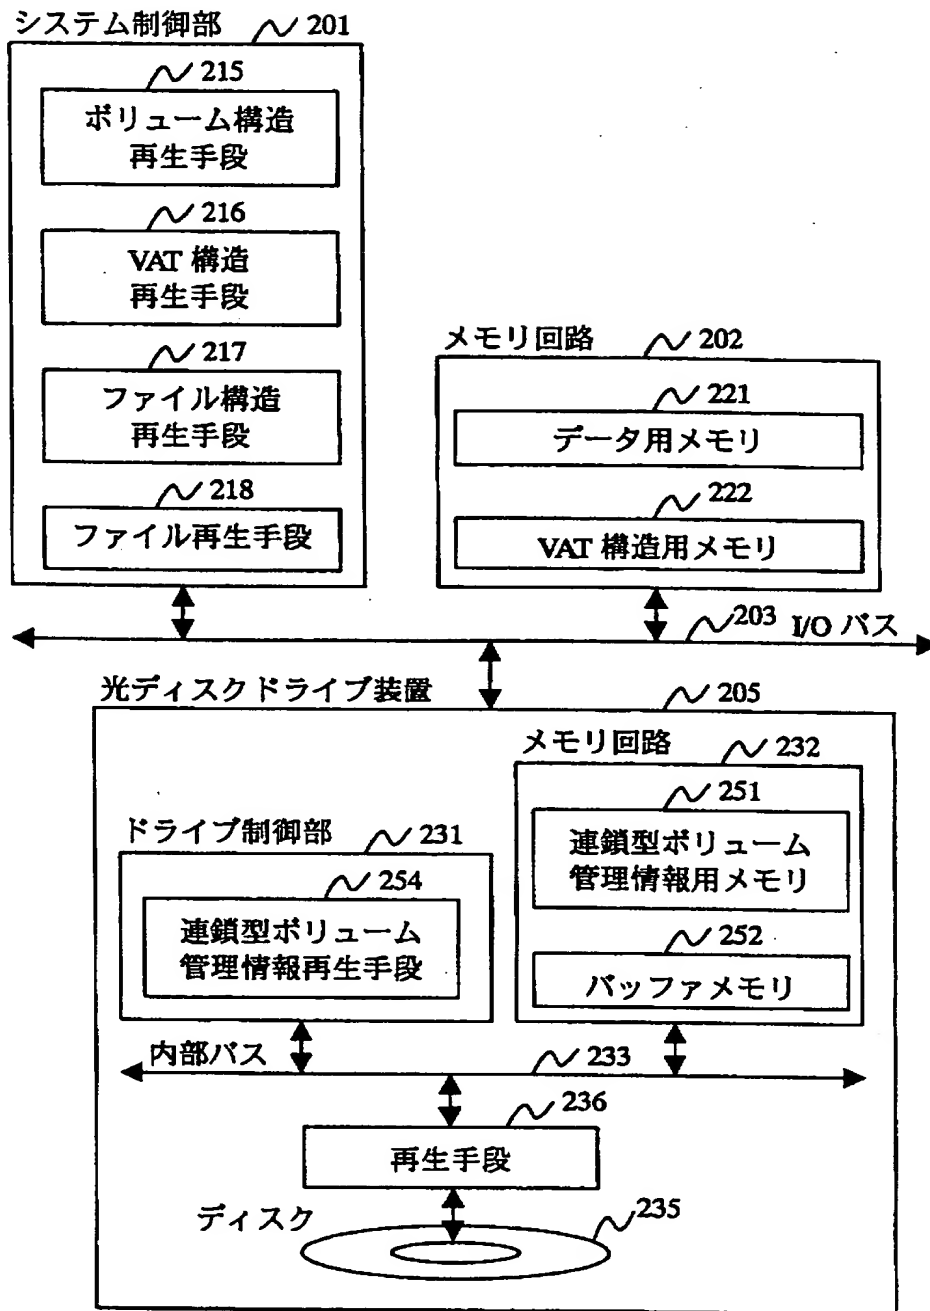 システム制御部 201
215
ボリューム構造
再生手段
216
VAT 構造
再生手段
217
ファイル構造
再生手段
218
ファイル再生手段
メモリ回路 202
221
データ用メモリ
222
VAT 構造用メモリ
203
I/O バス
光ディスクドライブ装置 205
メモリ回路 232
251
連鎖型ボリューム
管理情報用メモリ
252
バッファメモリ
ドライブ制御部 231
254
連鎖型ボリューム
管理情報再生手段
内部バス 233
236
再生手段
ディスク 235